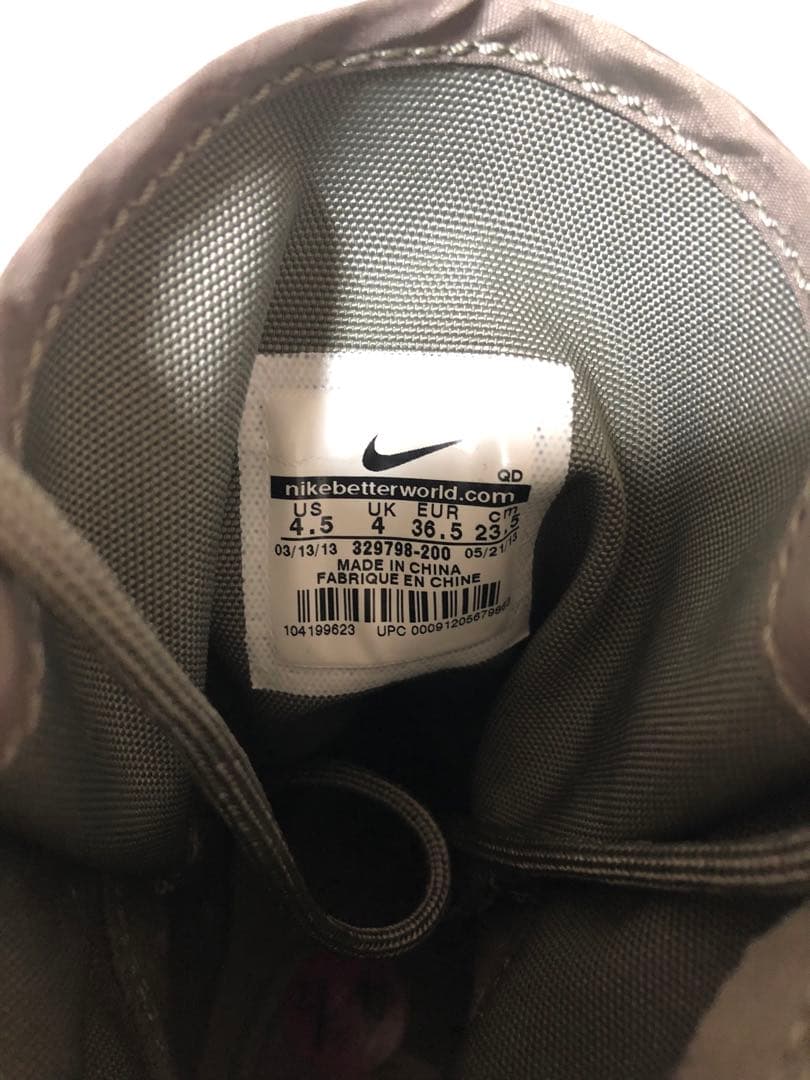 QD
nikebetterworld.com
US UK EUR cm
4.5 4 36.5 23.5
03/13/13 329798-200 05/21/13
MADE IN CHINA
FABRIQUE EN CHINE
104199623 UPC